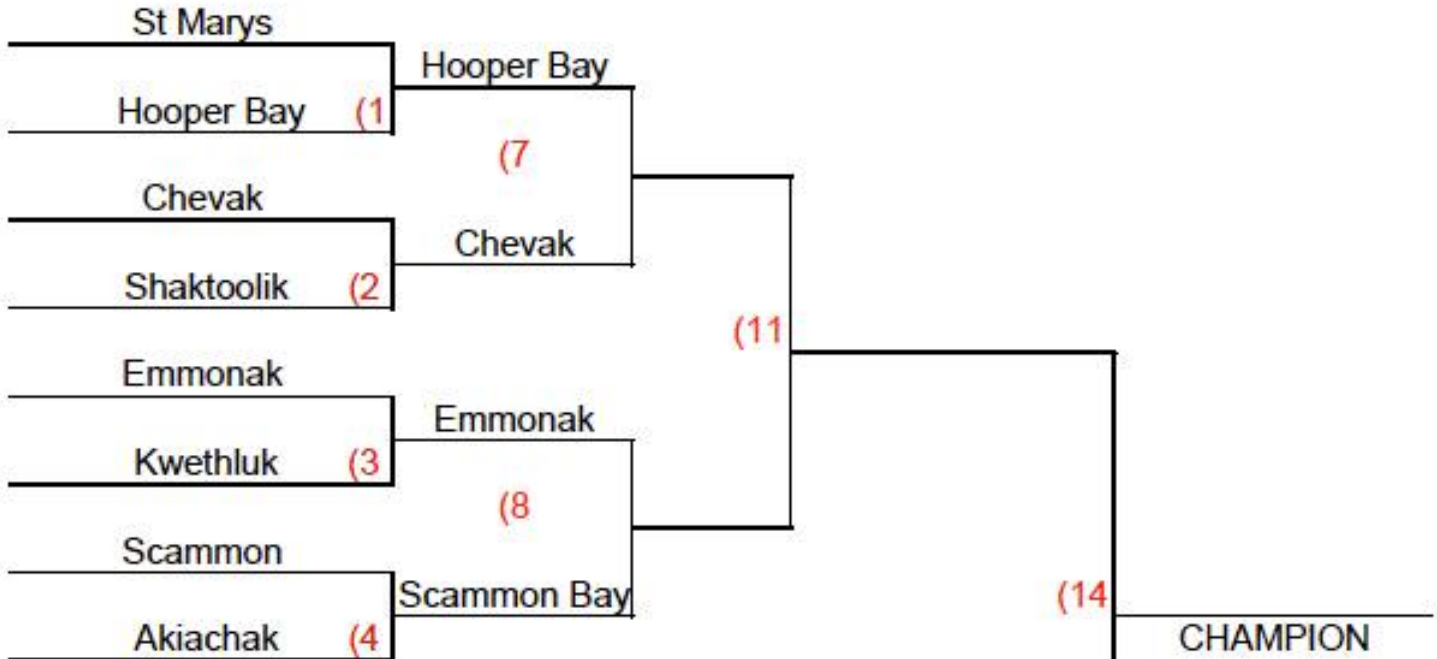 St Marys
Hooper Bay
Hooper Bay (1
(7
Chevak
Chevak
Shaktoolik (2
(11
Emmonak
Emmonak
Kwethluk (3
(8
Scammon
Scammon Bay
(14
Akiachak (4
CHAMPION